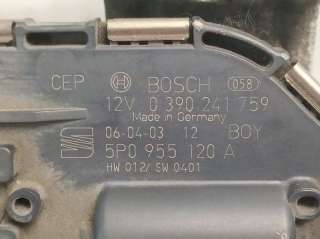 CEP BOSCH 058
12V 0 390 241 759
Made in Germany
06-04-03 12 BOY
5P0 955 120 A
HW 012/ SW 0401